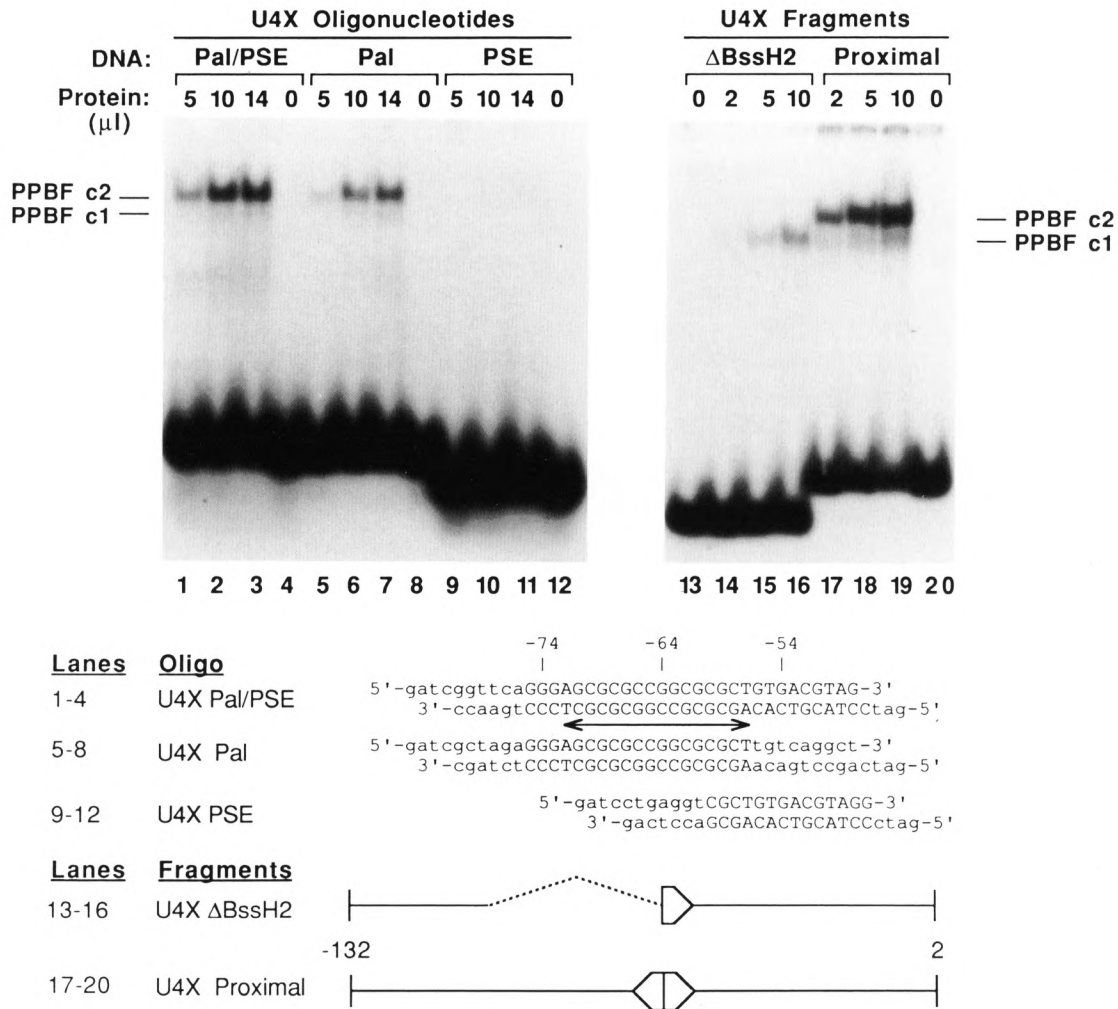 U4X Oligonucleotides
U4X Fragments
DNA: Pal/PSE Pal PSE
ΔBssH2 Proximal
Protein: 5 10 14 0 5 10 14 0 5 10 14 0
(μl)
0 2 5 10 2 5 10 0
PPBF c2
PPBF c1
PPBF c2
PPBF c1
1 2 3 4 5 6 7 8 9 10 11 12
13 14 15 16 17 18 19 20
-74 -64 -54
Lanes Oligo
1-4 U4X Pal/PSE
5'-gatcggttcaGGGAGCGCGCCGGCGCGCTGTGACGTAG-3'
3'-ccaagtCCCTCGCGCGGCCGCGCGACACTGCATCCtag-5'
5-8 U4X Pal
5'-gatcgctagaGGGAGCGCGCCGGCGCGCTtgtcaggct-3'
3'-cgatctCCCTCGCGCGGCCGCGCGAacagtccgactag-5'
9-12 U4X PSE
5'-gatcctgaggtCGCTGTGACGTAGG-3'
3'-gactccaGCGACACTGCATCCctag-5'
Lanes Fragments
13-16 U4X ΔBssH2
-132 2
17-20 U4X Proximal